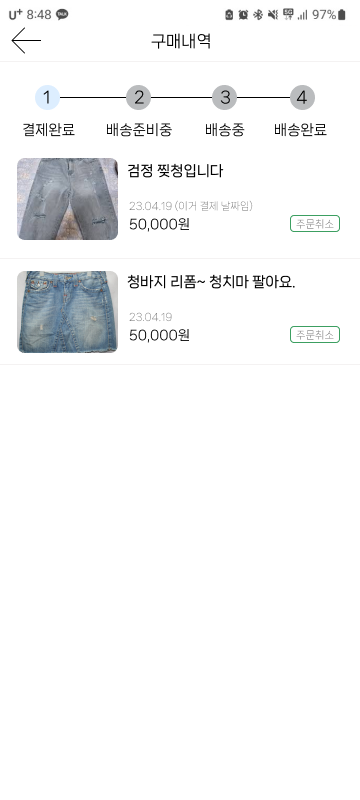 U+ 8:48 TALK 5G 97%
구매내역
1 2 3 4
결제완료 배송준비중 배송중 배송완료
검정 찢청입니다
23.04.19 (이거 결제 날짜임)
50,000원 주문취소
청바지 리폼~ 청치마 팔아요.
23.04.19
50,000원 주문취소